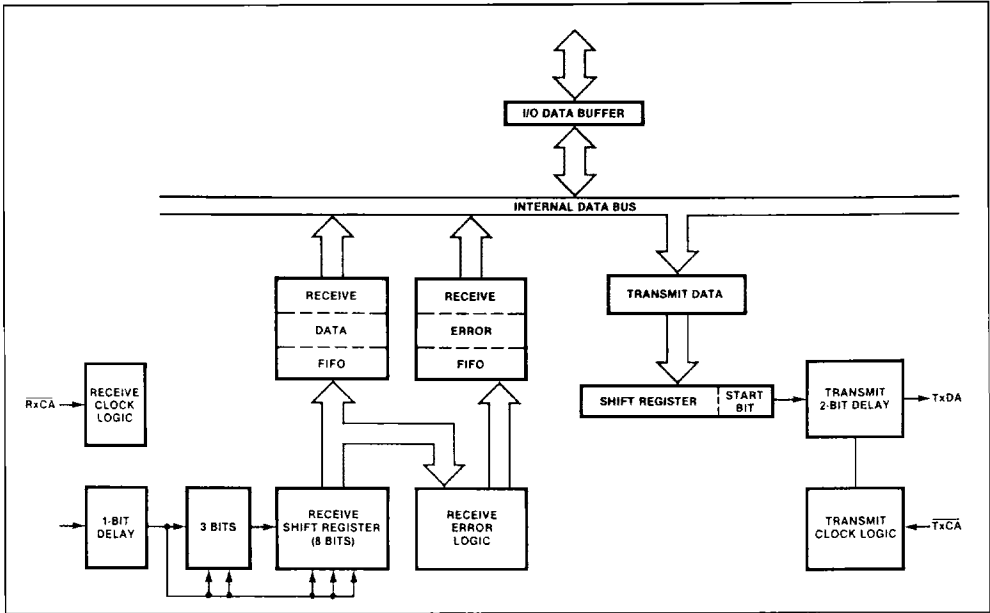 I/O DATA BUFFER
INTERNAL DATA BUS
RECEIVE
DATA
FIFO
RECEIVE
ERROR
FIFO
TRANSMIT DATA
RxCA
RECEIVE
CLOCK
LOGIC
SHIFT REGISTER
START
BIT
TRANSMIT
2-BIT DELAY
TxDA
1-BIT
DELAY
3 BITS
RECEIVE
SHIFT REGISTER
(8 BITS)
RECEIVE
ERROR
LOGIC
TRANSMIT
CLOCK LOGIC
TxCA